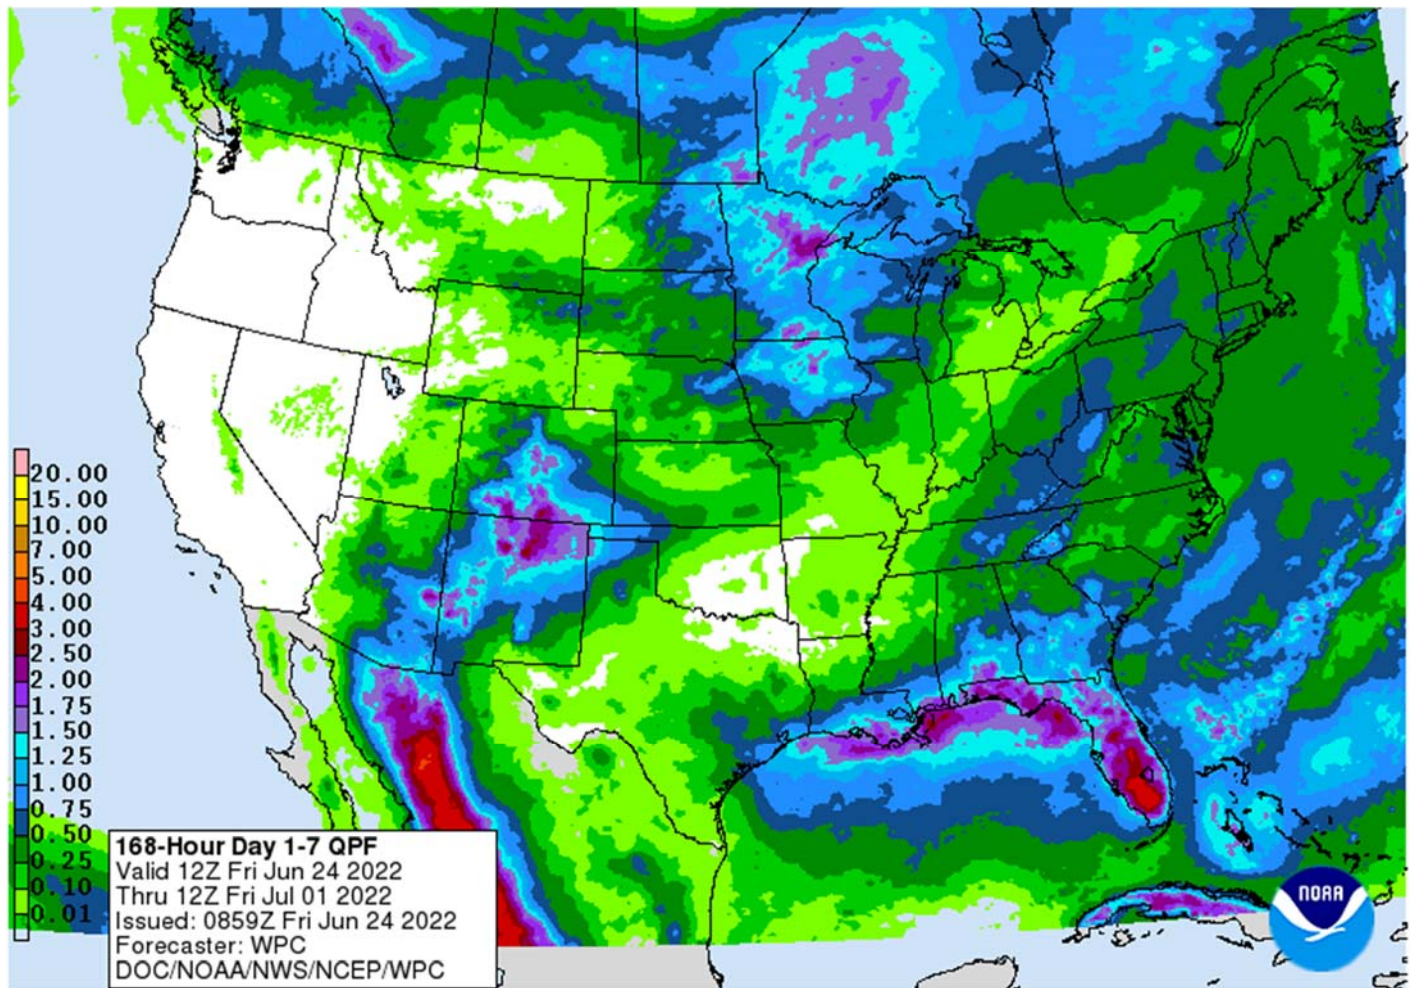 20.00
15.00
10.00
7.00
5.00
4.00
3.00
2.50
2.00
1.75
1.50
1.25
1.00
0.75
0.50
0.25
0.10
0.01
168-Hour Day 1-7 QPF
Valid 12Z Fri Jun 24 2022
Thru 12Z Fri Jul 01 2022
Issued: 0859Z Fri Jun 24 2022
Forecaster: WPC
DOC/NOAA/NWS/NCEP/WPC
NOAA